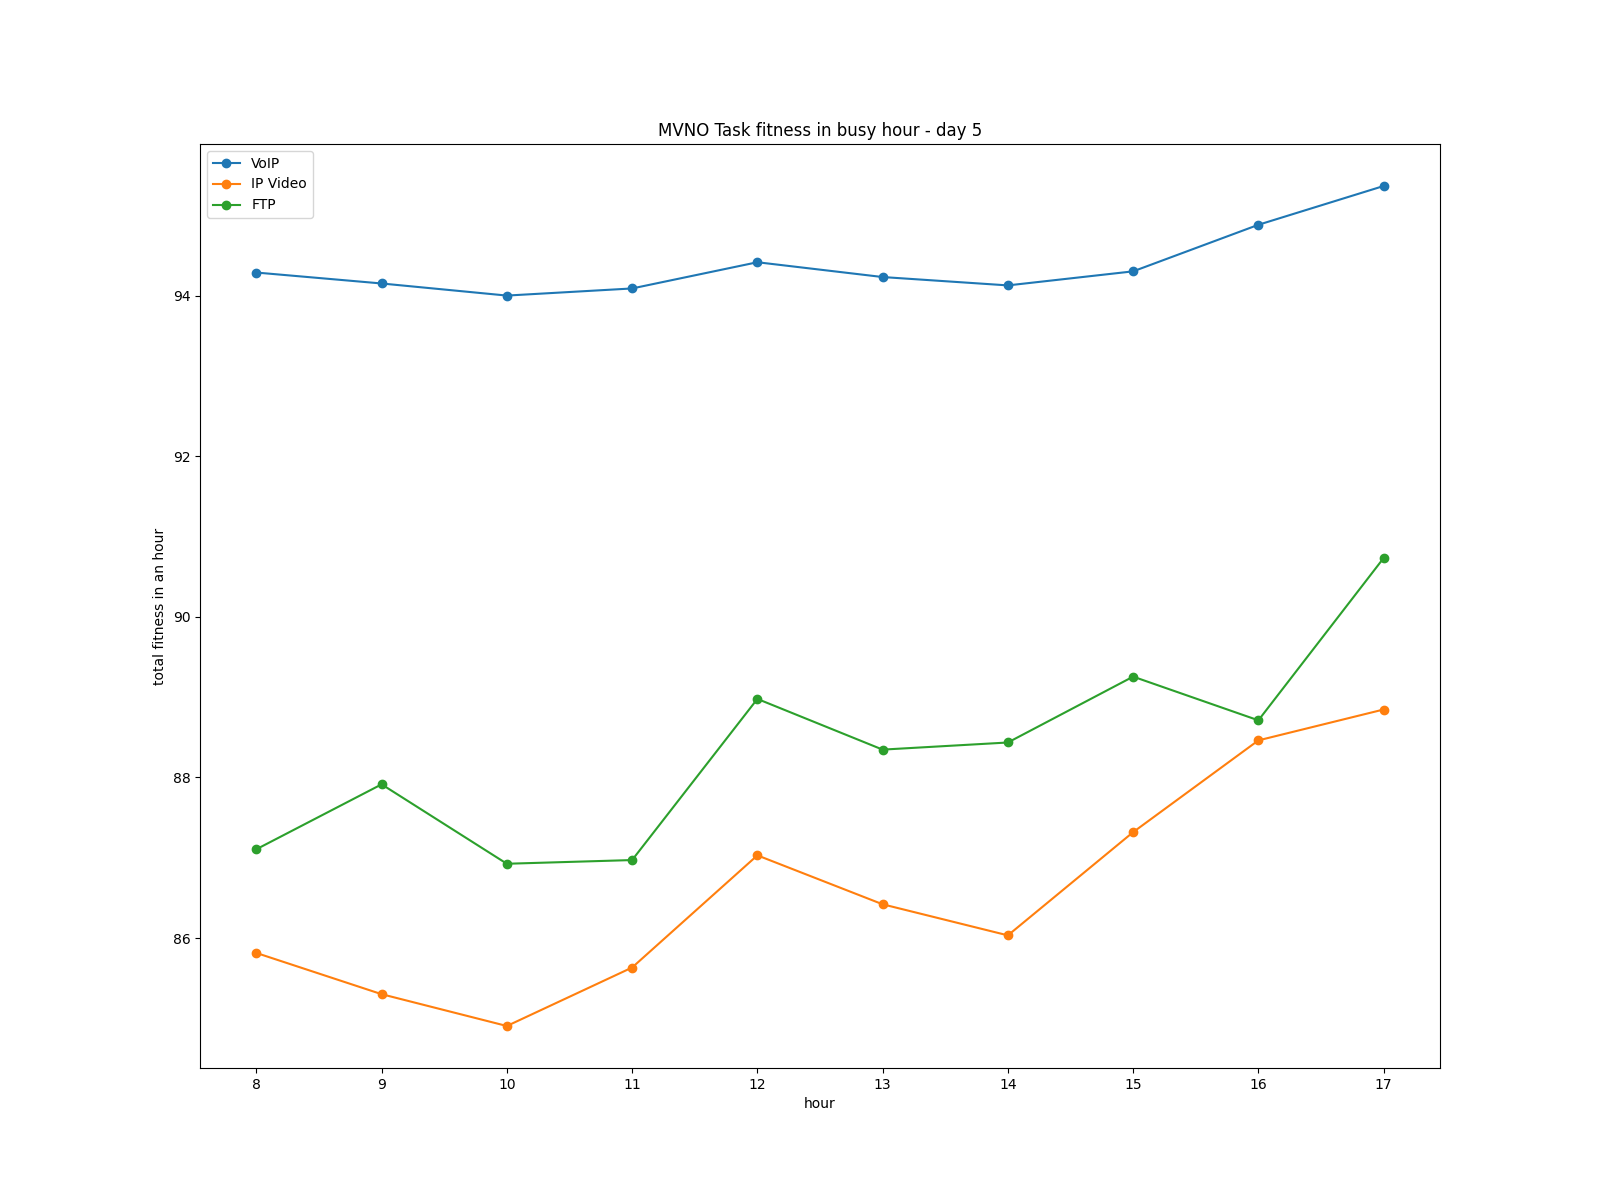 MVNO Task fitness in busy hour - day 5
VoIP
IP Video
FTP
94
92
90
88
86
total fitness in an hour
8 9 10 11 12 13 14 15 16 17
hour